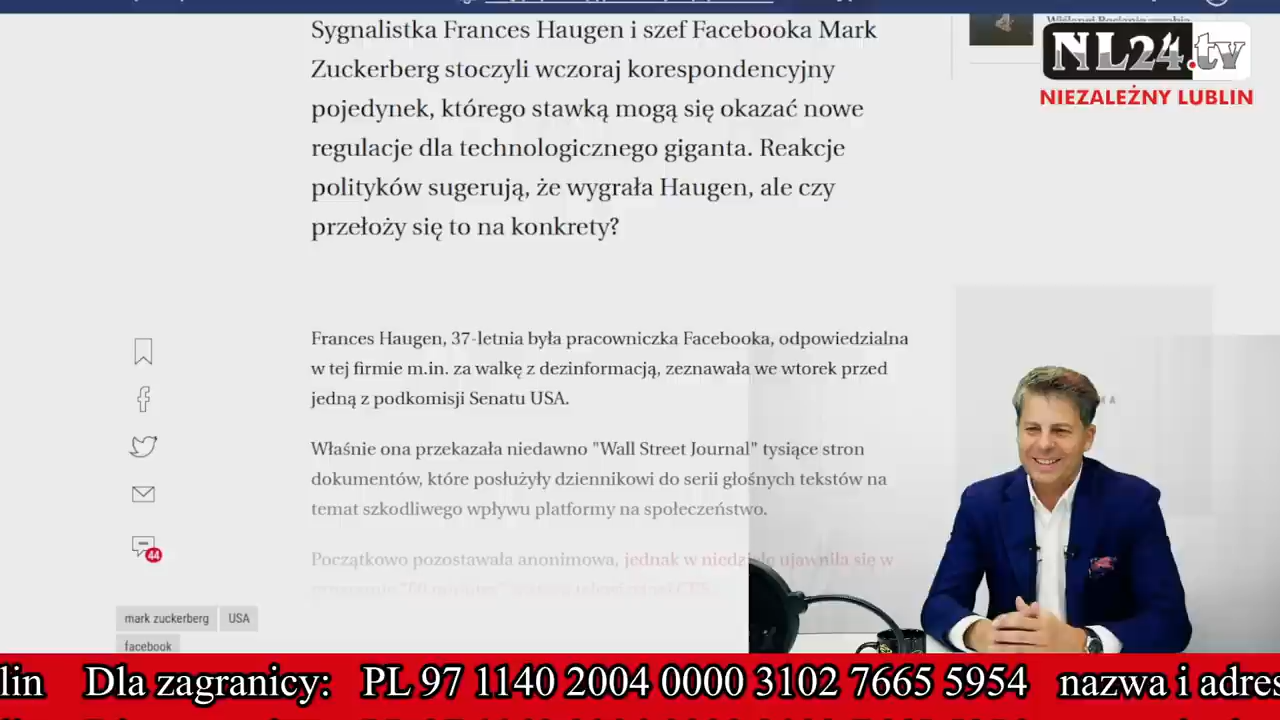 NL24.tv
NIEZALEŻNY LUBLIN
Sygnalistka Frances Haugen i szef Facebooka Mark
Zuckerberg stoczyli wczoraj korespondencyjny
pojedynek, którego stawką mogą się okazać nowe
regulacje dla technologicznego giganta. Reakcje
polityków sugerują, że wygrała Haugen, ale czy
przełoży się to na konkrety?
Frances Haugen, 37-letnia była pracowniczka Facebooka, odpowiedzialna
w tej firmie m.in. za walkę z dezinformacją, zeznawała we wtorek przed
jedną z podkomisji Senatu USA.
Właśnie ona przekazała niedawno "Wall Street Journal" tysiące stron
dokumentów, które posłużyły dziennikowi do serii głośnych tekstów na
temat szkodliwego wpływu platformy na społeczeństwo.
Początkowo pozostawała anonimowa, jednak w niedzielę ujawniła się w
44
mark zuckerberg
USA
facebook
lin Dla zagranicy: PL 97 1140 2004 0000 3102 7665 5954 nazwa i adres